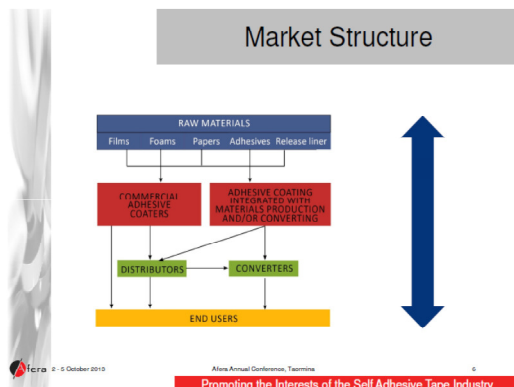 Market Structure
RAW MATERIALS
Films Foams Papers Adhesives Release liner
COMMERCIAL
ADHESIVE
COATERS
ADHESIVE COATING
INTEGRATED WITH
MATERIALS PRODUCTION
AND/OR CONVERTING
DISTRIBUTORS
CONVERTERS
END USERS
Afera 2 - 5 October 2013 Afera Annual Conference, Taormina 6
Promoting the Interests of the Self Adhesive Tape Industry